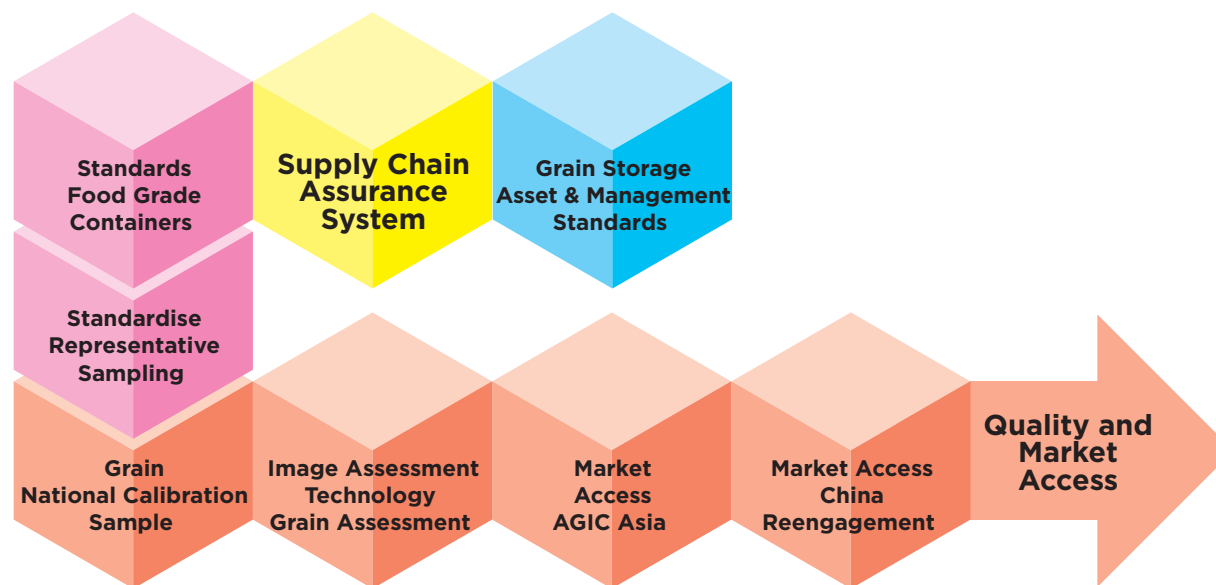 Standards
Food Grade
Containers
Supply Chain
Assurance
System
Grain Storage
Asset & Management
Standards
Standardise
Representative
Sampling
Grain
National Calibration
Sample
Image Assessment
Technology
Grain Assessment
Market
Access
AGIC Asia
Market Access
China
Reengagement
Quality and
Market
Access